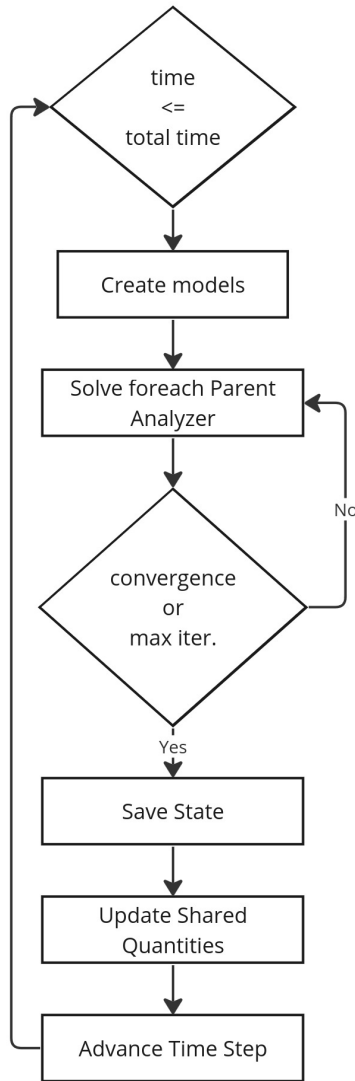 time
<=
total time
Create models
Solve foreach Parent
Analyzer
No
convergence
or
max iter.
Yes
Save State
Update Shared
Quantities
Advance Time Step